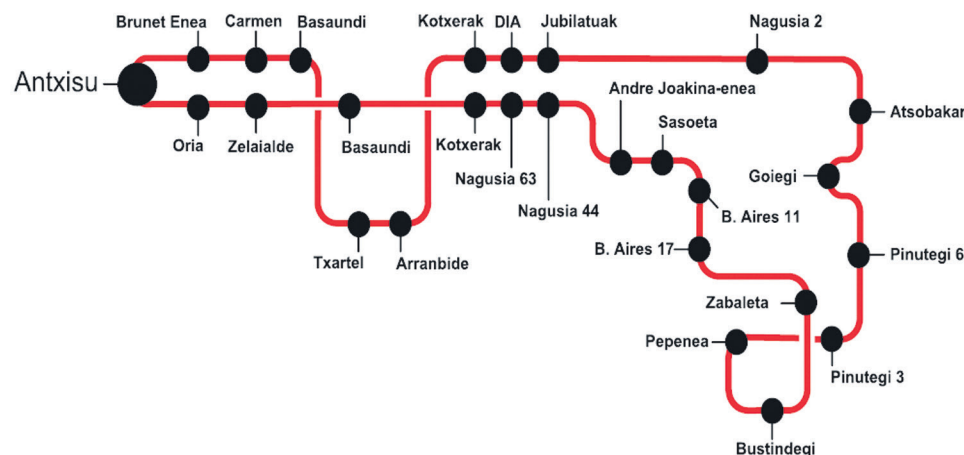 Brunet Enea
Carmen
Basaundi
Kotxerak
DIA
Jubilatuak
Nagusia 2
Antxisu
Andre Joakina-enea
Atsobakar
Sasoeta
Oria
Zelaialde
Basaundi
Kotxerak
Nagusia 63
Goiegi
Nagusia 44
B. Aires 11
B. Aires 17
Pinutegi 6
Txartel
Arranbide
Zabaleta
Pepenea
Pinutegi 3
Bustindegi